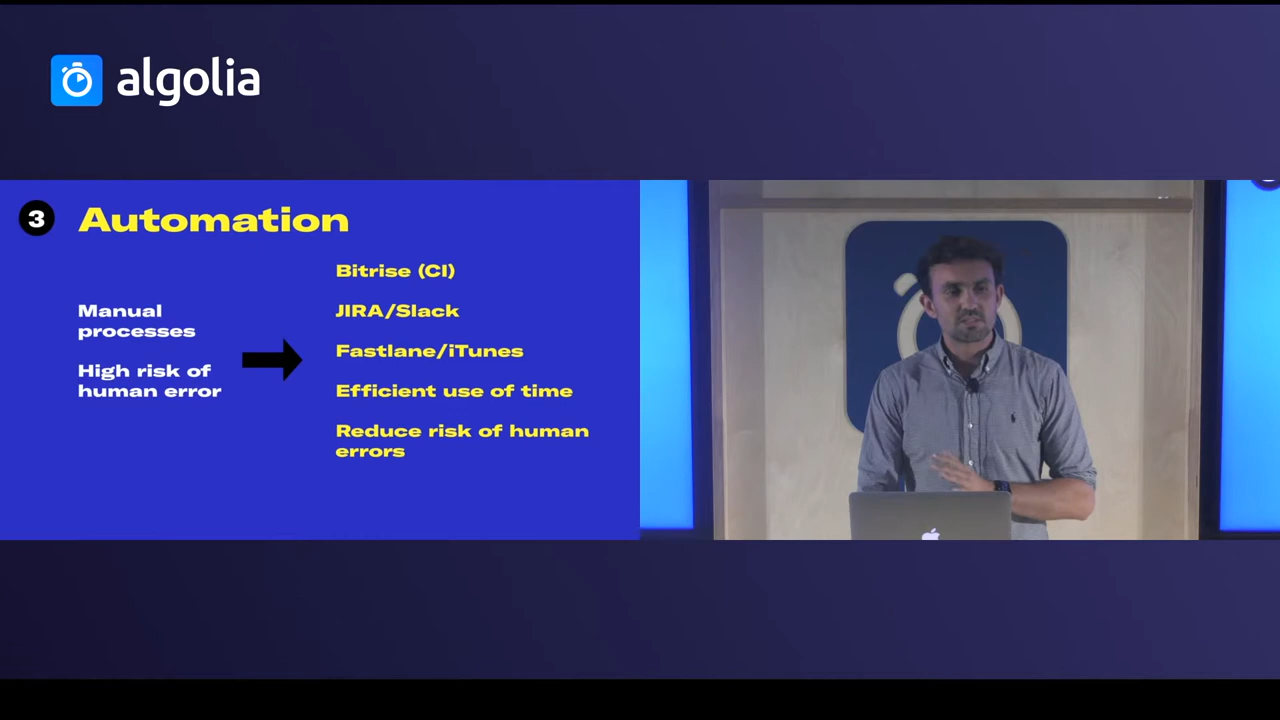 algolia
3 Automation
Manual
processes
High risk of
human error
Bitrise (CI)
JIRA/Slack
Fastlane/iTunes
Efficient use of time
Reduce risk of human
errors